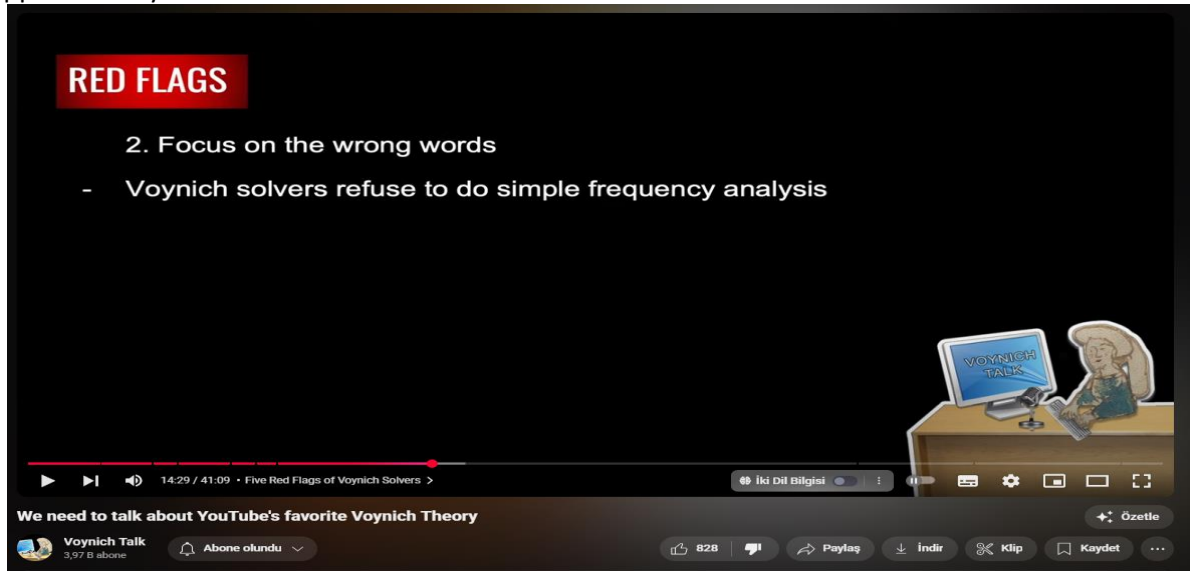 RED FLAGS
2. Focus on the wrong words
- Voynich solvers refuse to do simple frequency analysis
VOYNICH
TALK
14:29 / 41:09 • Five Red Flags of Voynich Solvers >
İki Dil Bilgisi
We need to talk about YouTube's favorite Voynich Theory
Özetle
Voynich Talk
3,97 B abone
Abone olundu
828
Paylaş
İndir
Klip
Kaydet